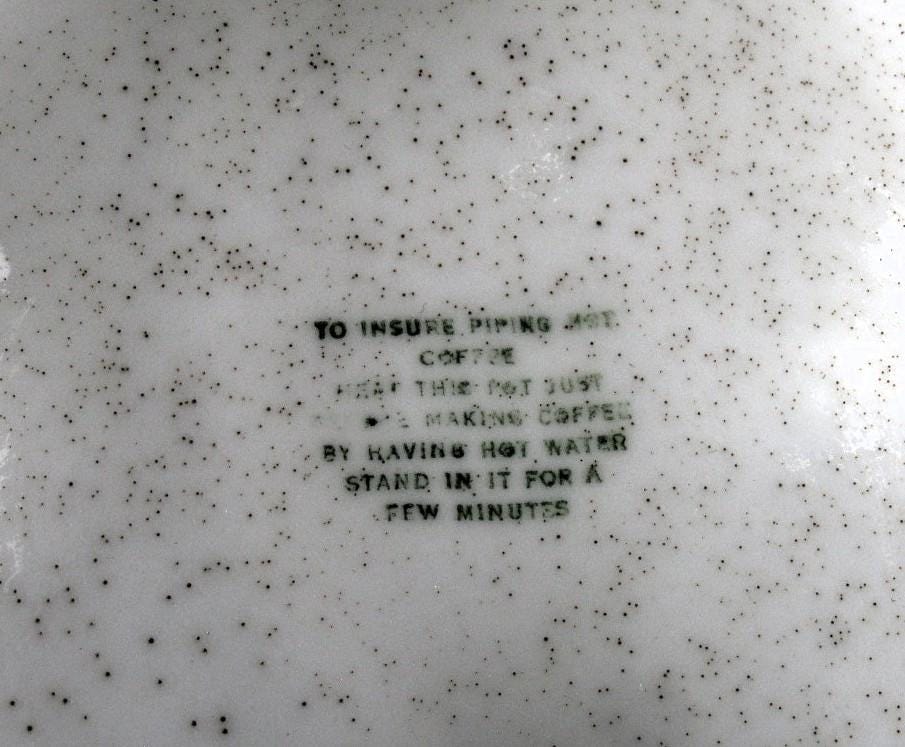 TO INSURE PIPING HOT
COFFEE
HEAT THIS POT JUST
MAKING COFFEE
BY HAVING HOT WATER
STAND IN IT FOR A
FEW MINUTES